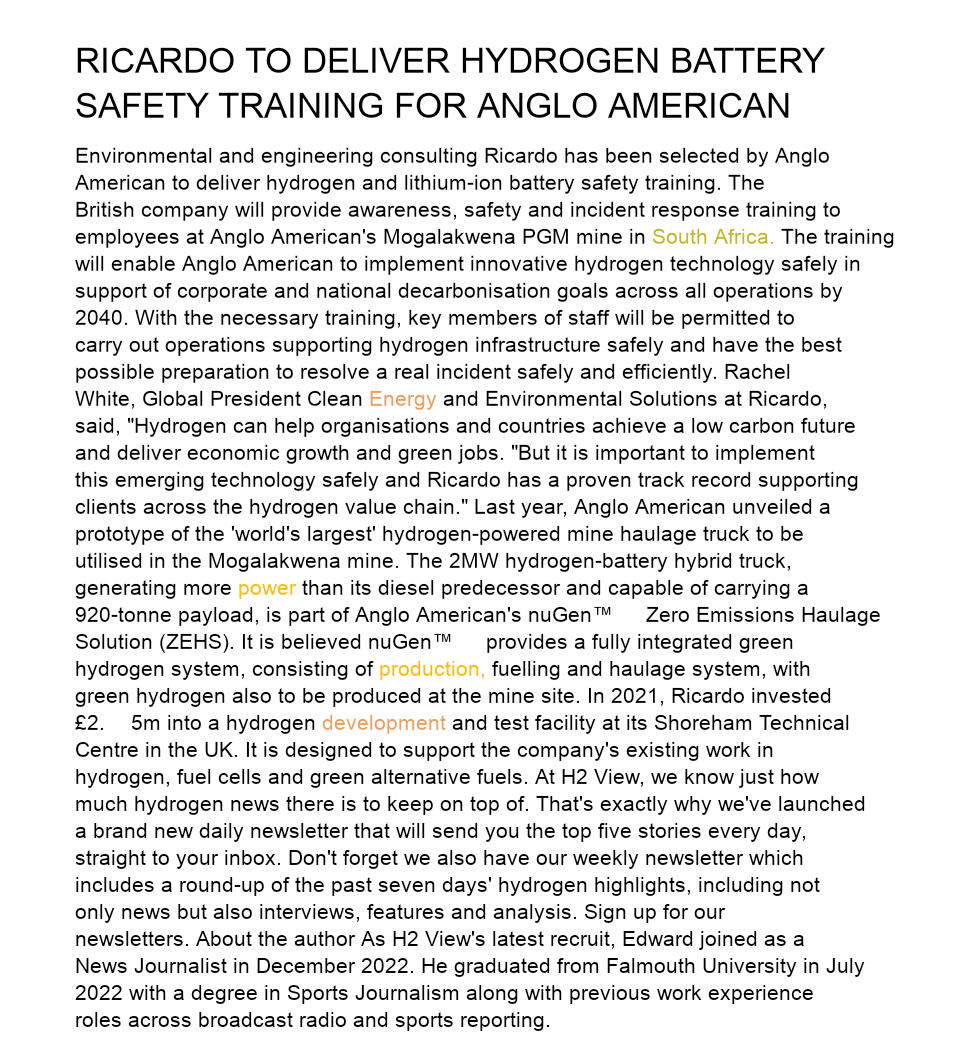 RICARDO TO DELIVER HYDROGEN BATTERY
SAFETY TRAINING FOR ANGLO AMERICAN
Environmental and engineering consulting Ricardo has been selected by Anglo
American to deliver hydrogen and lithium-ion battery safety training. The
British company will provide awareness, safety and incident response training to
employees at Anglo American's Mogalakwena PGM mine in South Africa. The training
will enable Anglo American to implement innovative hydrogen technology safely in
support of corporate and national decarbonisation goals across all operations by
2040. With the necessary training, key members of staff will be permitted to
carry out operations supporting hydrogen infrastructure safely and have the best
possible preparation to resolve a real incident safely and efficiently. Rachel
White, Global President Clean Energy and Environmental Solutions at Ricardo,
said, "Hydrogen can help organisations and countries achieve a low carbon future
and deliver economic growth and green jobs. "But it is important to implement
this emerging technology safely and Ricardo has a proven track record supporting
clients across the hydrogen value chain." Last year, Anglo American unveiled a
prototype of the 'world's largest' hydrogen-powered mine haulage truck to be
utilised in the Mogalakwena mine. The 2MW hydrogen-battery hybrid truck,
generating more power than its diesel predecessor and capable of carrying a
920-tonne payload, is part of Anglo American's nuGen™ Zero Emissions Haulage
Solution (ZEHS). It is believed nuGen™ provides a fully integrated green
hydrogen system, consisting of production, fuelling and haulage system, with
green hydrogen also to be produced at the mine site. In 2021, Ricardo invested
£2. 5m into a hydrogen development and test facility at its Shoreham Technical
Centre in the UK. It is designed to support the company's existing work in
hydrogen, fuel cells and green alternative fuels. At H2 View, we know just how
much hydrogen news there is to keep on top of. That's exactly why we've launched
a brand new daily newsletter that will send you the top five stories every day,
straight to your inbox. Don't forget we also have our weekly newsletter which
includes a round-up of the past seven days' hydrogen highlights, including not
only news but also interviews, features and analysis. Sign up for our
newsletters. About the author As H2 View's latest recruit, Edward joined as a
News Journalist in December 2022. He graduated from Falmouth University in July
2022 with a degree in Sports Journalism along with previous work experience
roles across broadcast radio and sports reporting.